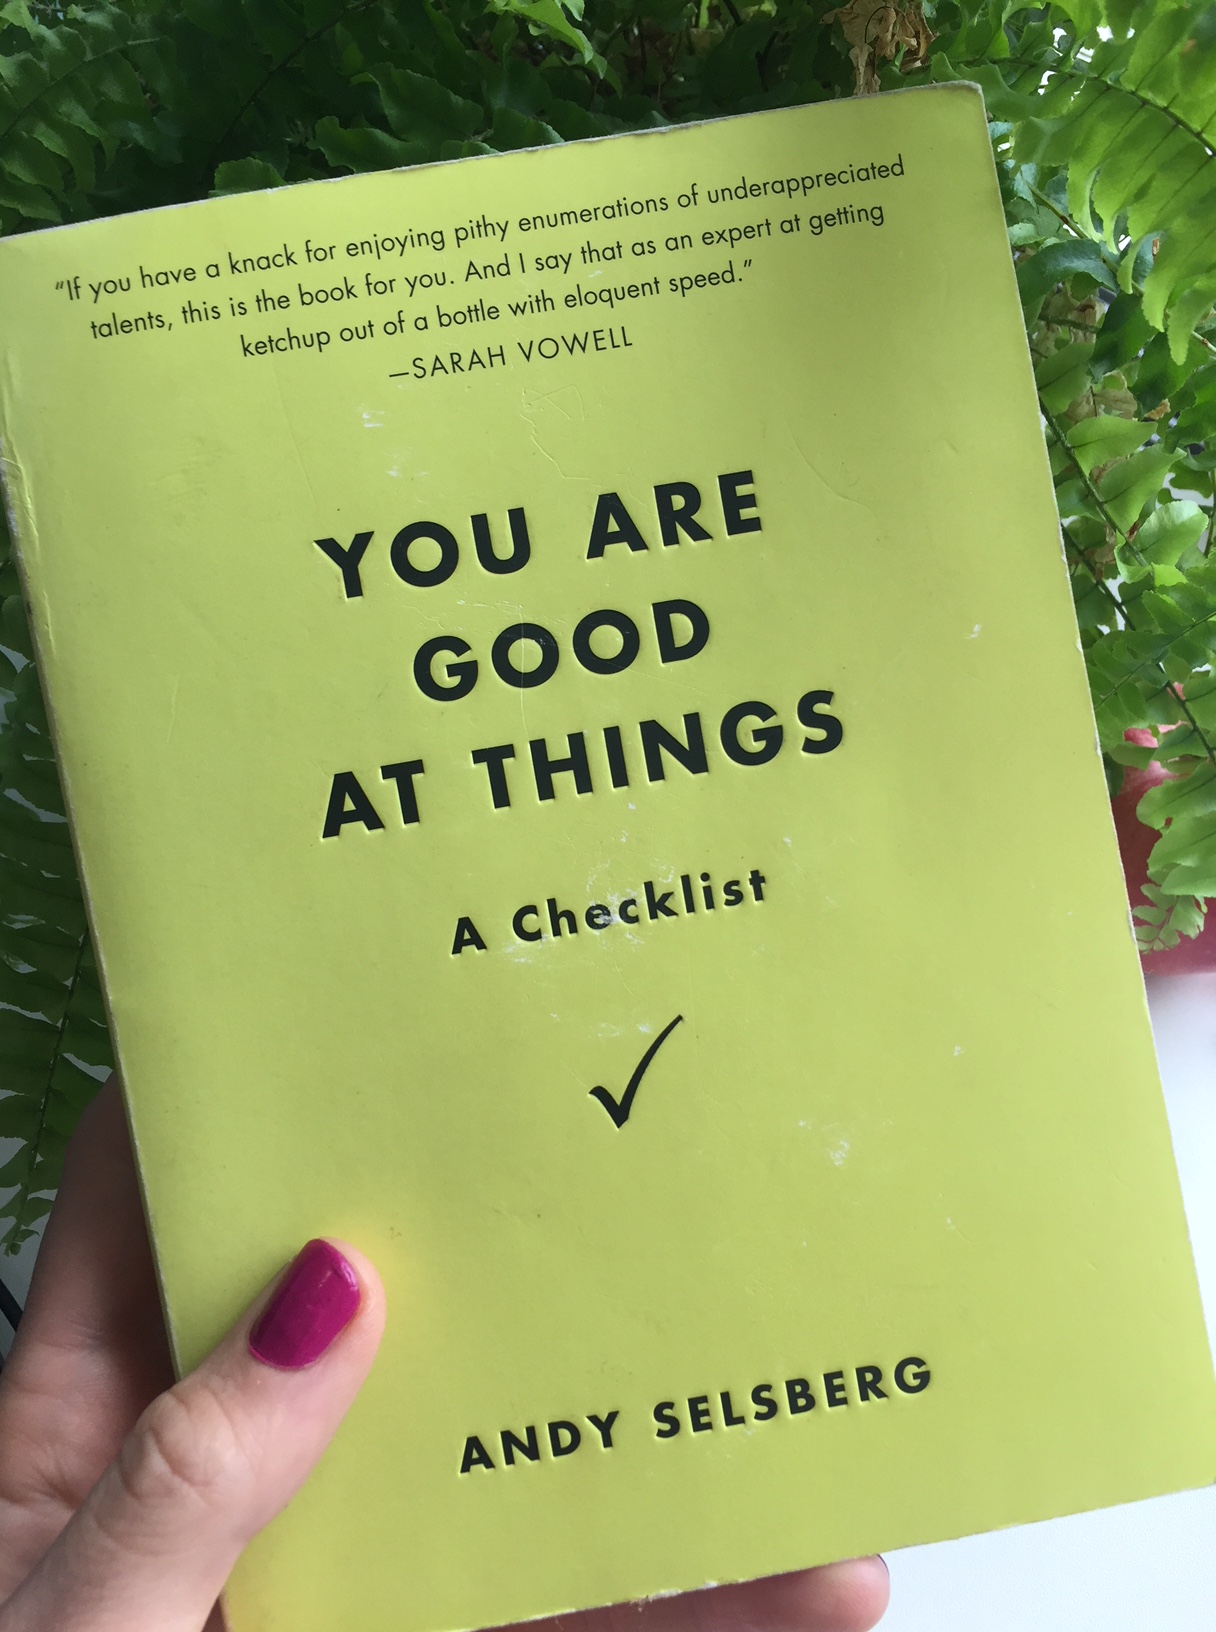 “If you have a knack for enjoying pithy enumerations of underappreciated
talents, this is the book for you. And I say that as an expert at getting
ketchup out of a bottle with eloquent speed.”
—SARAH VOWELL
YOU ARE
GOOD
AT THINGS
A Checklist
ANDY SELSBERG